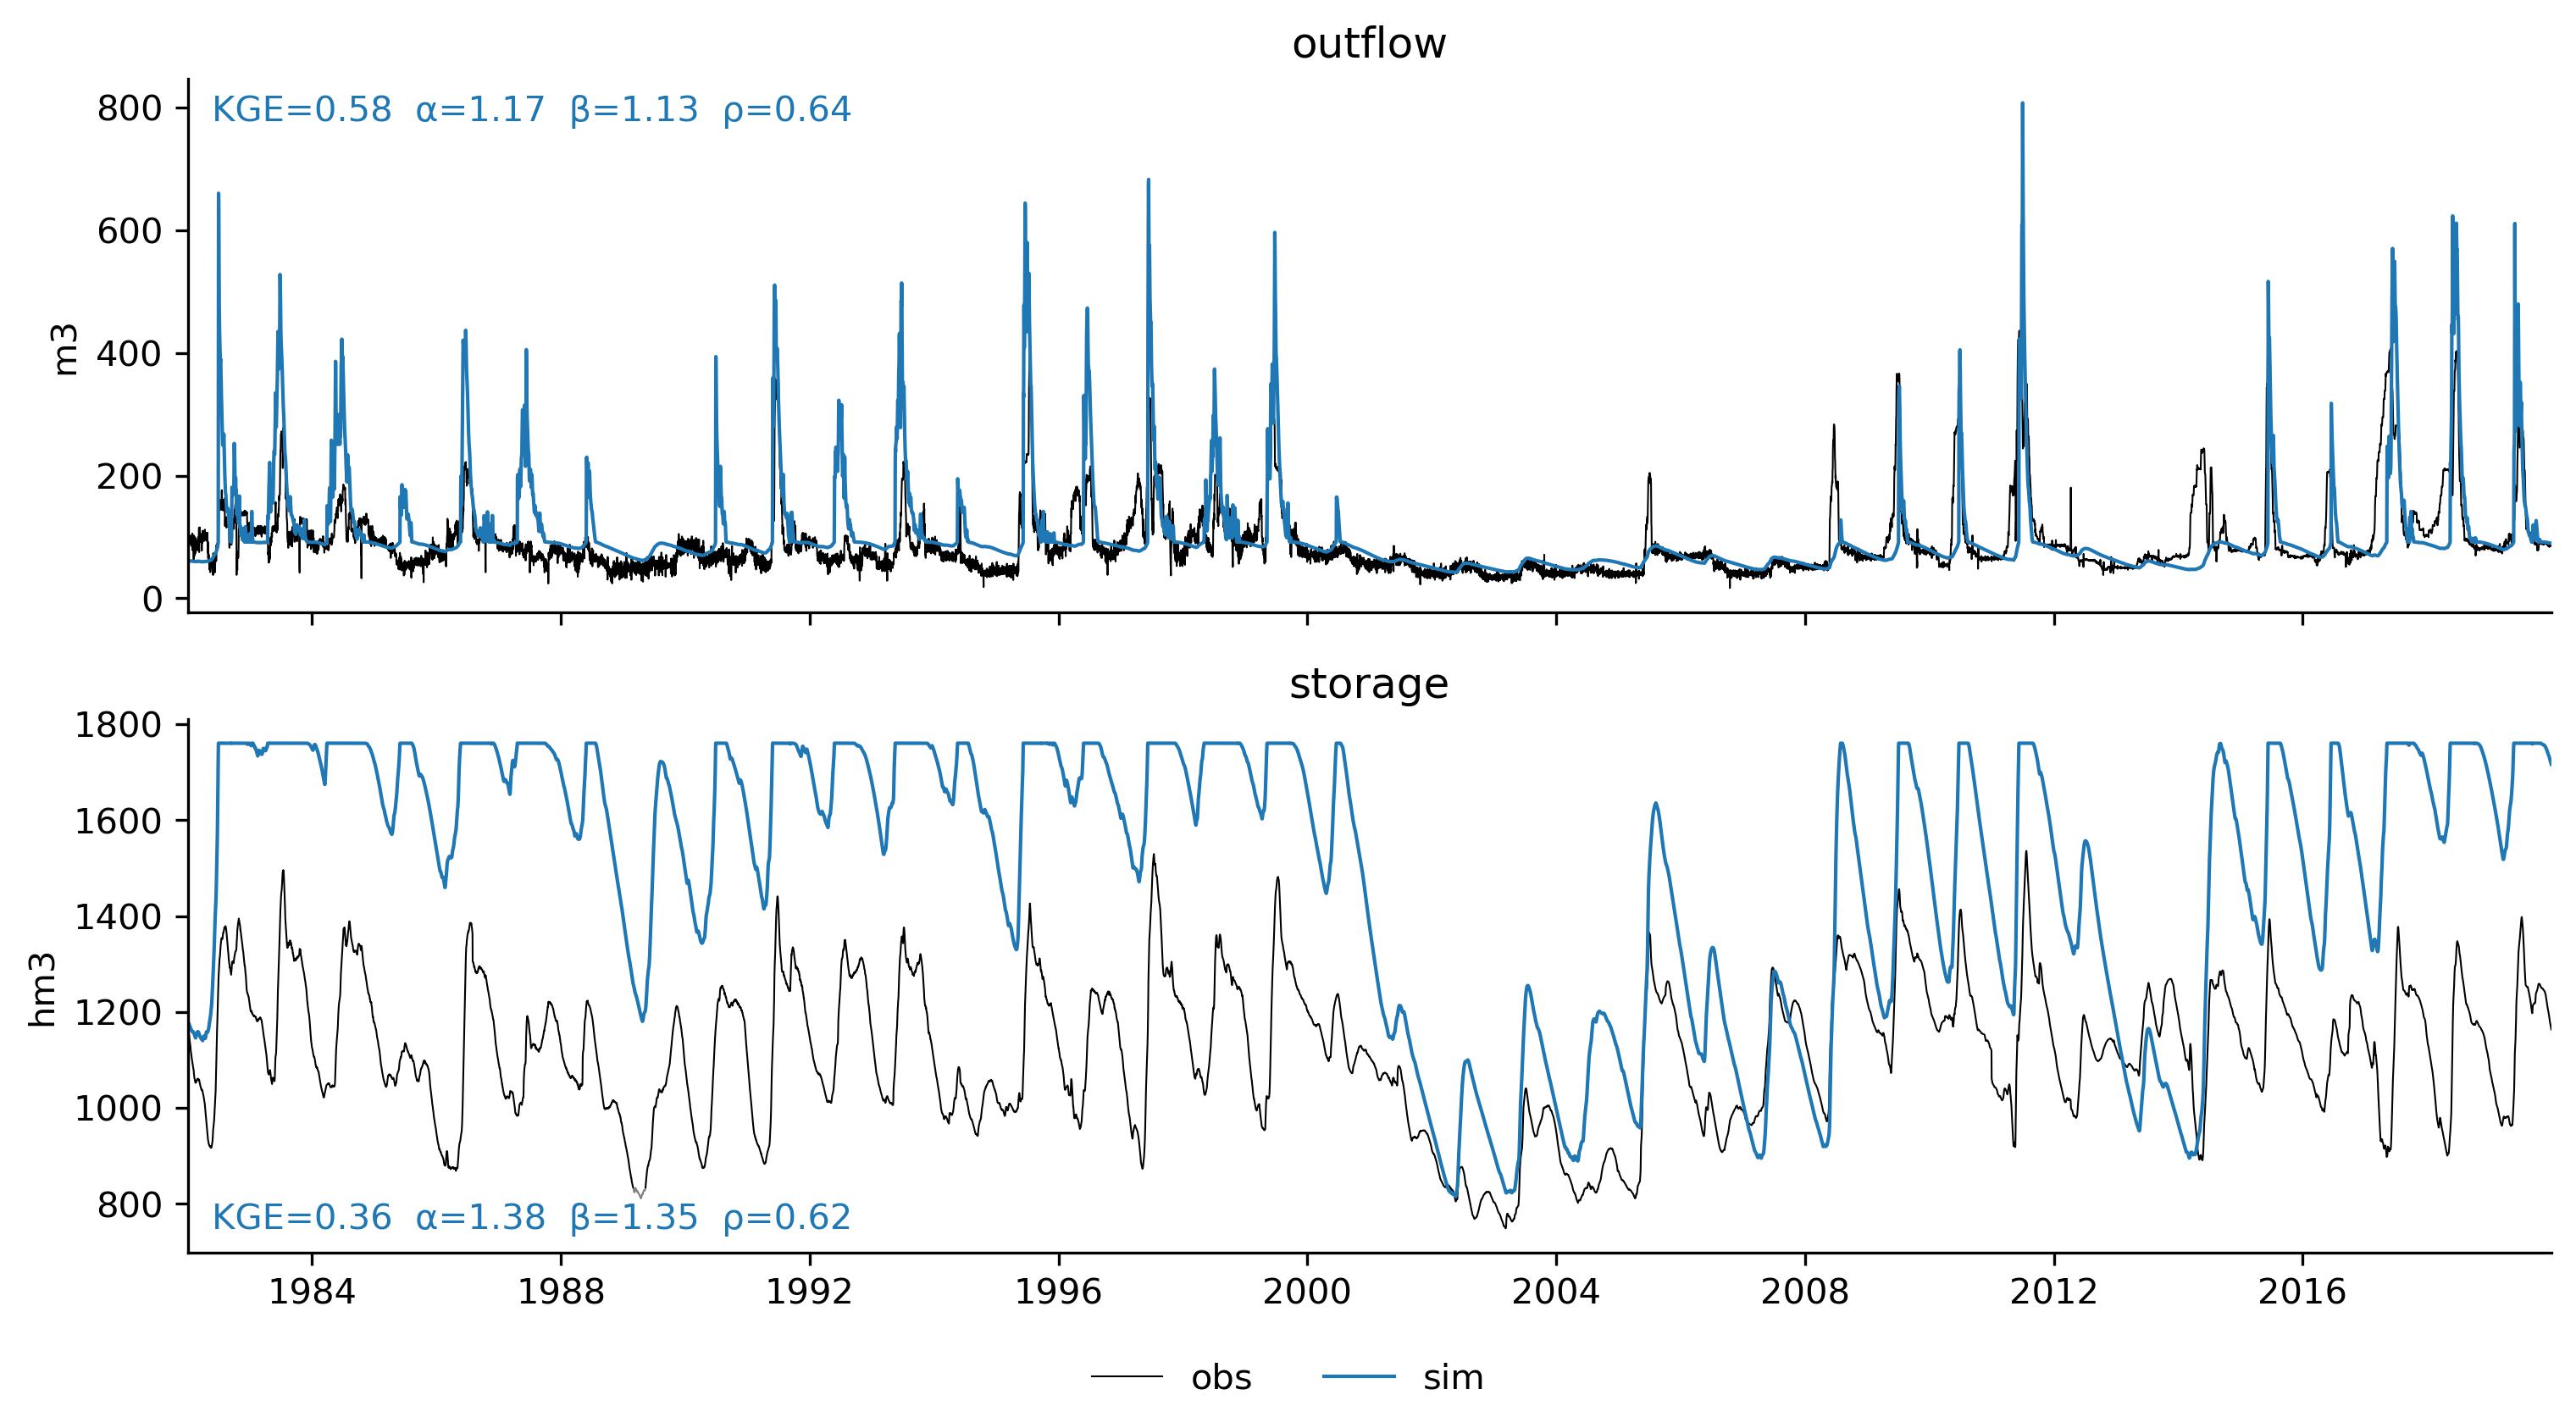 outflow
800
KGE=0.58 α=1.17 β=1.13 ρ=0.64
600
m3
400
200
0
storage
1800
1600
1400
hm3
1200
1000
800
KGE=0.36 α=1.38 β=1.35 ρ=0.62
1984 1988 1992 1996 2000 2004 2008 2012 2016
obs sim